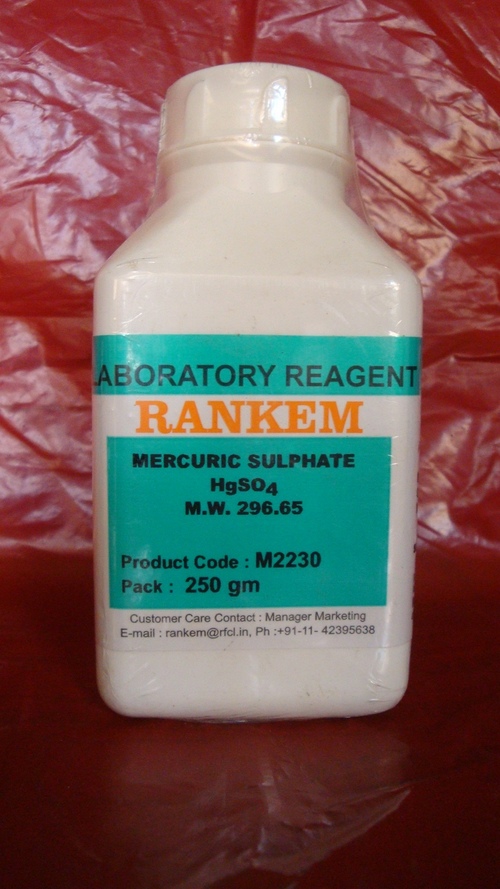 LABORATORY REAGENT
RANKEM
MERCURIC SULPHATE
HgSO4
M.W. 296.65
Product Code : M2230
Pack : 250 gm
Customer Care Contact : Manager Marketing
E-mail : rankem@rfcl.in, Ph :+91-11- 42395638